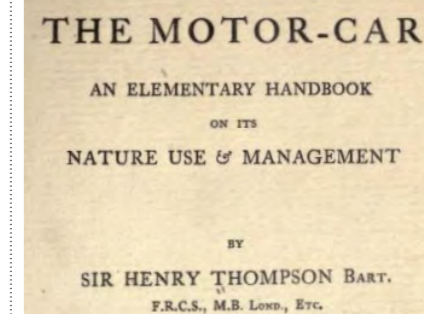 THE MOTOR-CAR
AN ELEMENTARY HANDBOOK
ON ITS
NATURE USE & MANAGEMENT
BY
SIR HENRY THOMPSON BART.
F.R.C.S., M.B. LOND., ETC.